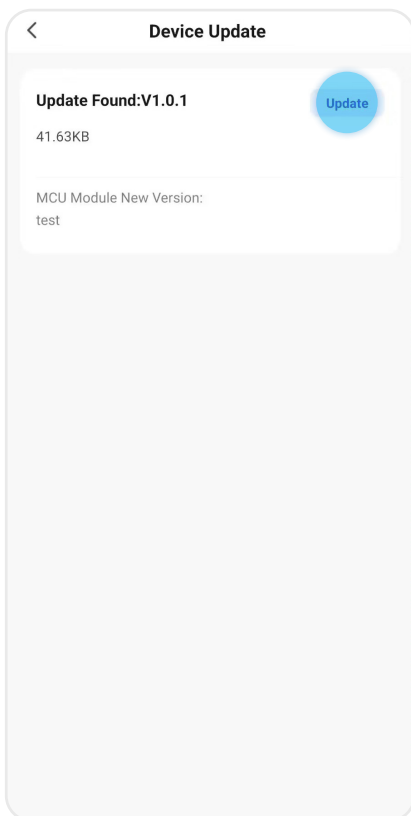 Device Update
Update Found:V1.0.1
Update
41.63KB
MCU Module New Version:
test